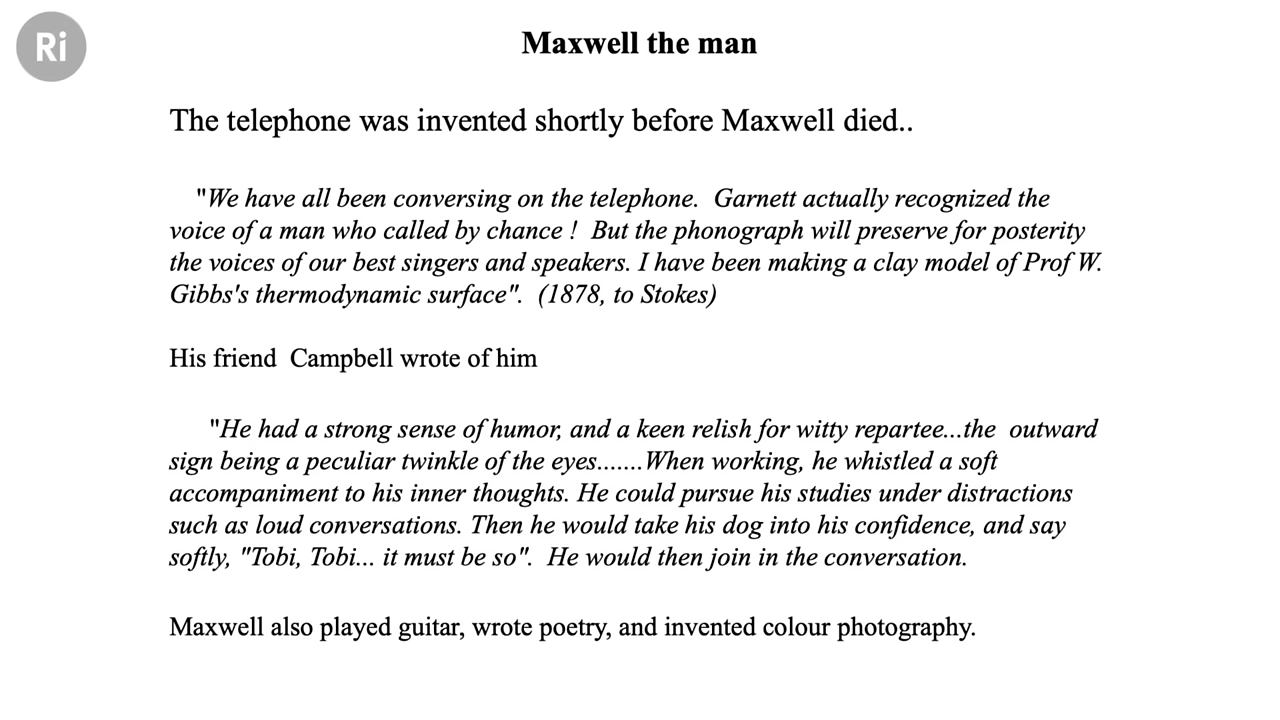 Ri
Maxwell the man
The telephone was invented shortly before Maxwell died..
"We have all been conversing on the telephone.  Garnett actually recognized the
voice of a man who called by chance !  But the phonograph will preserve for posterity
the voices of our best singers and speakers. I have been making a clay model of Prof W.
Gibbs's thermodynamic surface".  (1878, to Stokes)
His friend  Campbell wrote of him
"He had a strong sense of humor, and a keen relish for witty repartee...the  outward
sign being a peculiar twinkle of the eyes.......When working, he whistled a soft
accompaniment to his inner thoughts. He could pursue his studies under distractions
such as loud conversations. Then he would take his dog into his confidence, and say
softly, "Tobi, Tobi... it must be so".  He would then join in the conversation.
Maxwell also played guitar, wrote poetry, and invented colour photography.